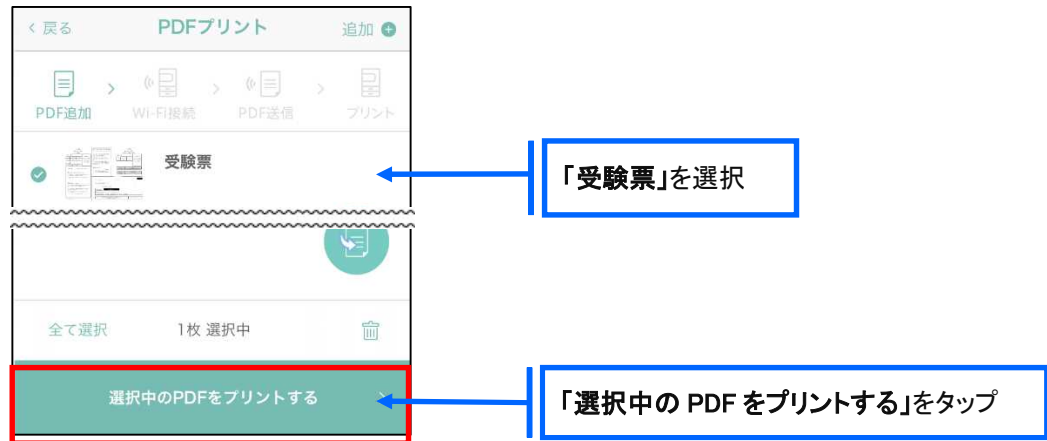 戻る PDFプリント 追加
PDF追加 Wi-Fi接続 PDF送信 プリント
受験票
「受験票」を選択
全て選択 1枚 選択中
選択中のPDFをプリントする
「選択中の PDF をプリントする」をタップ